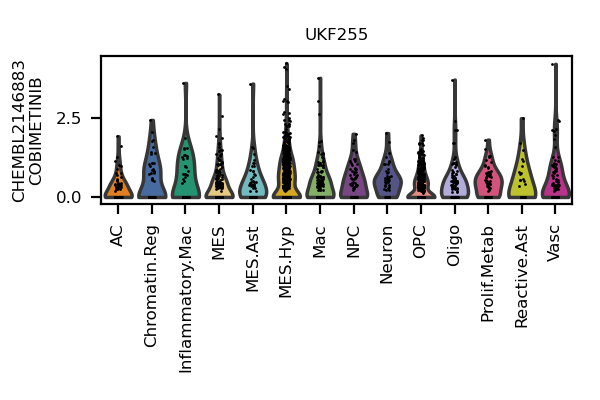 UKF255
CHEMBL2146883
COBIMETINIB
2.5
0.0
AC
Chromatin.Reg
Inflammatory.Mac
MES
MES.Ast
MES.Hyp
Mac
NPC
Neuron
OPC
Oligo
Prolif.Metab
Reactive.Ast
Vasc